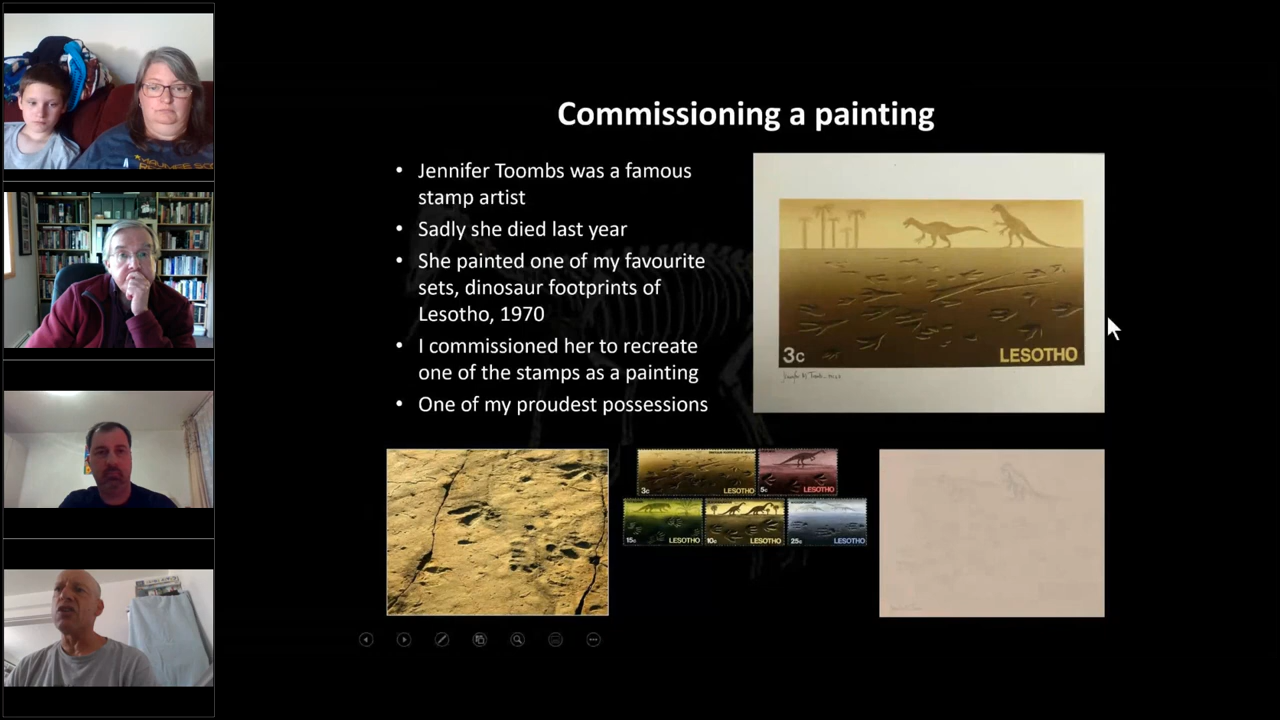 Commissioning a painting
• Jennifer Toombs was a famous
stamp artist
• Sadly she died last year
• She painted one of my favourite
sets, dinosaur footprints of
Lesotho, 1970
• I commissioned her to recreate
one of the stamps as a painting
• One of my proudest possessions
3c LESOTHO
3c LESOTHO
5c LESOTHO
15c LESOTHO
10c LESOTHO
25c LESOTHO